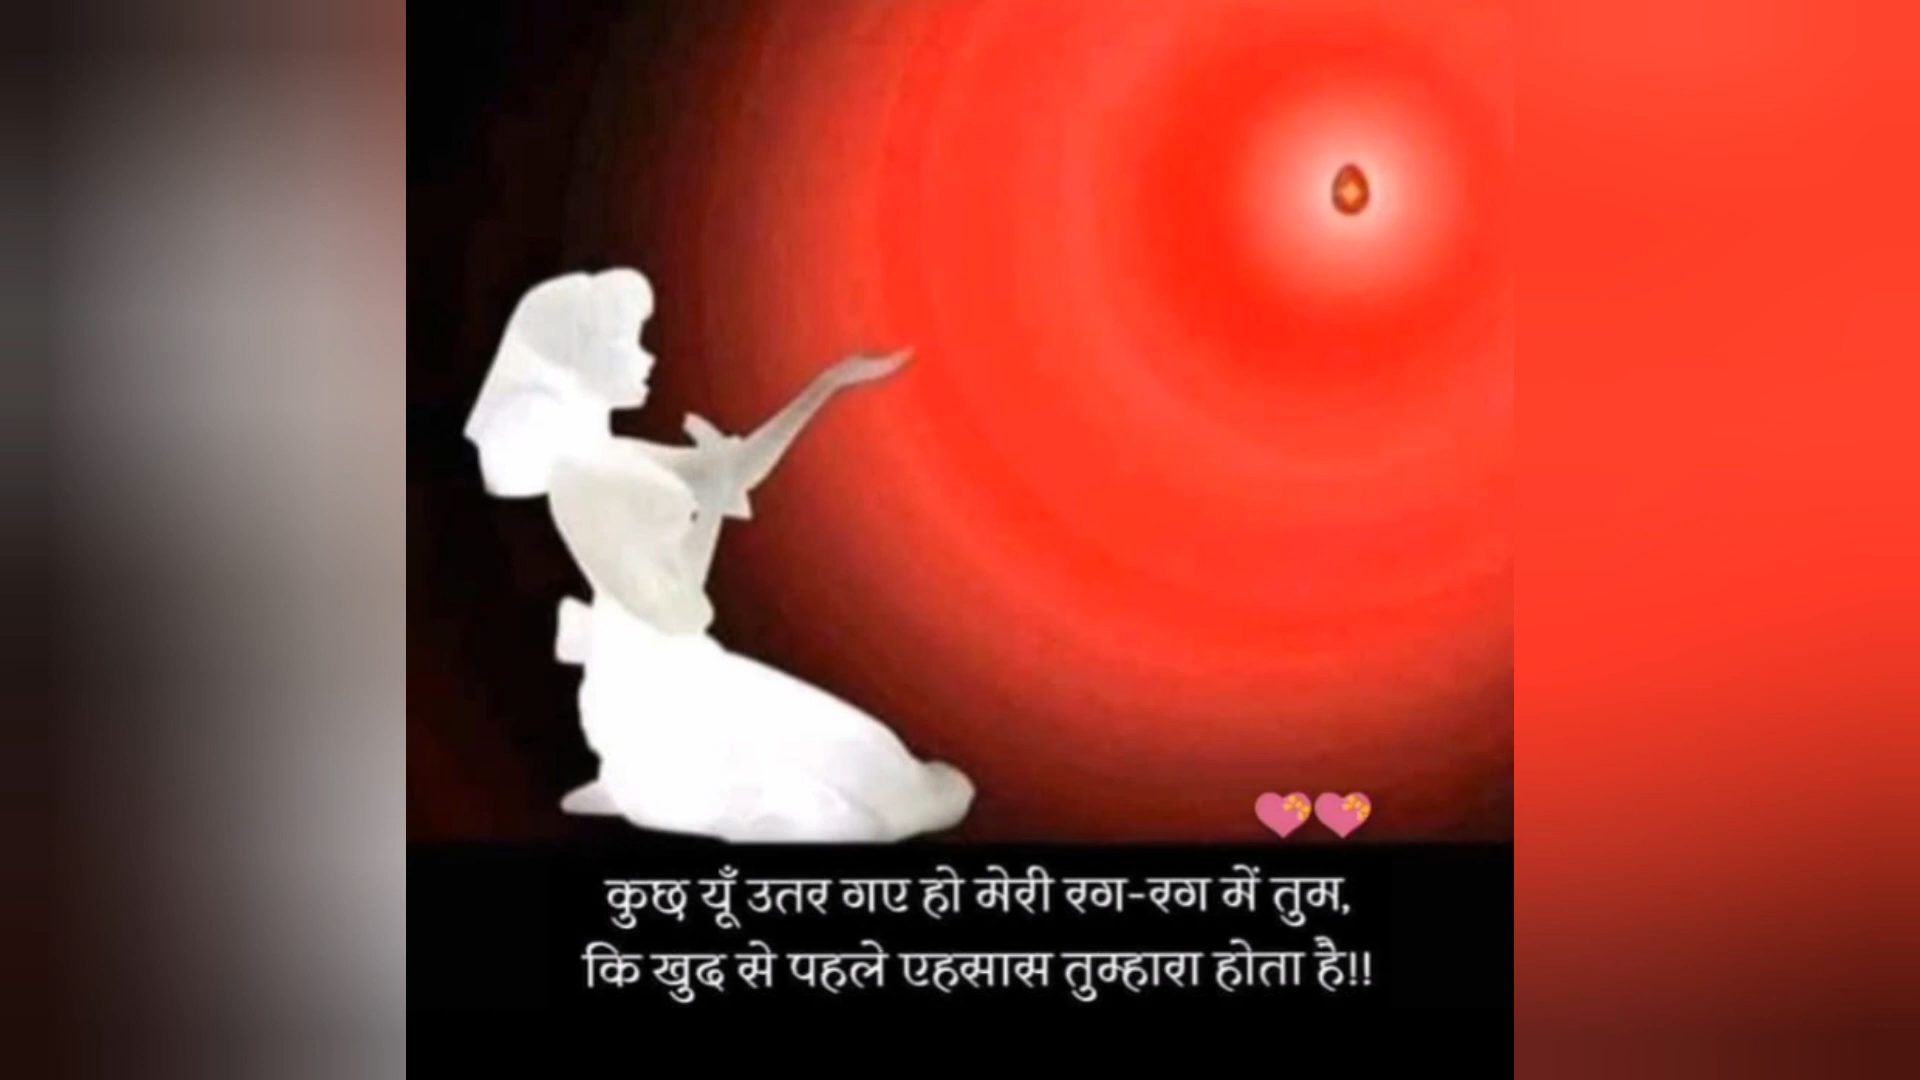 कुछ यूँ उतर गए हो मेरी रग-रग में तुम,
कि खुद से पहले एहसास तुम्हारा होता है!!